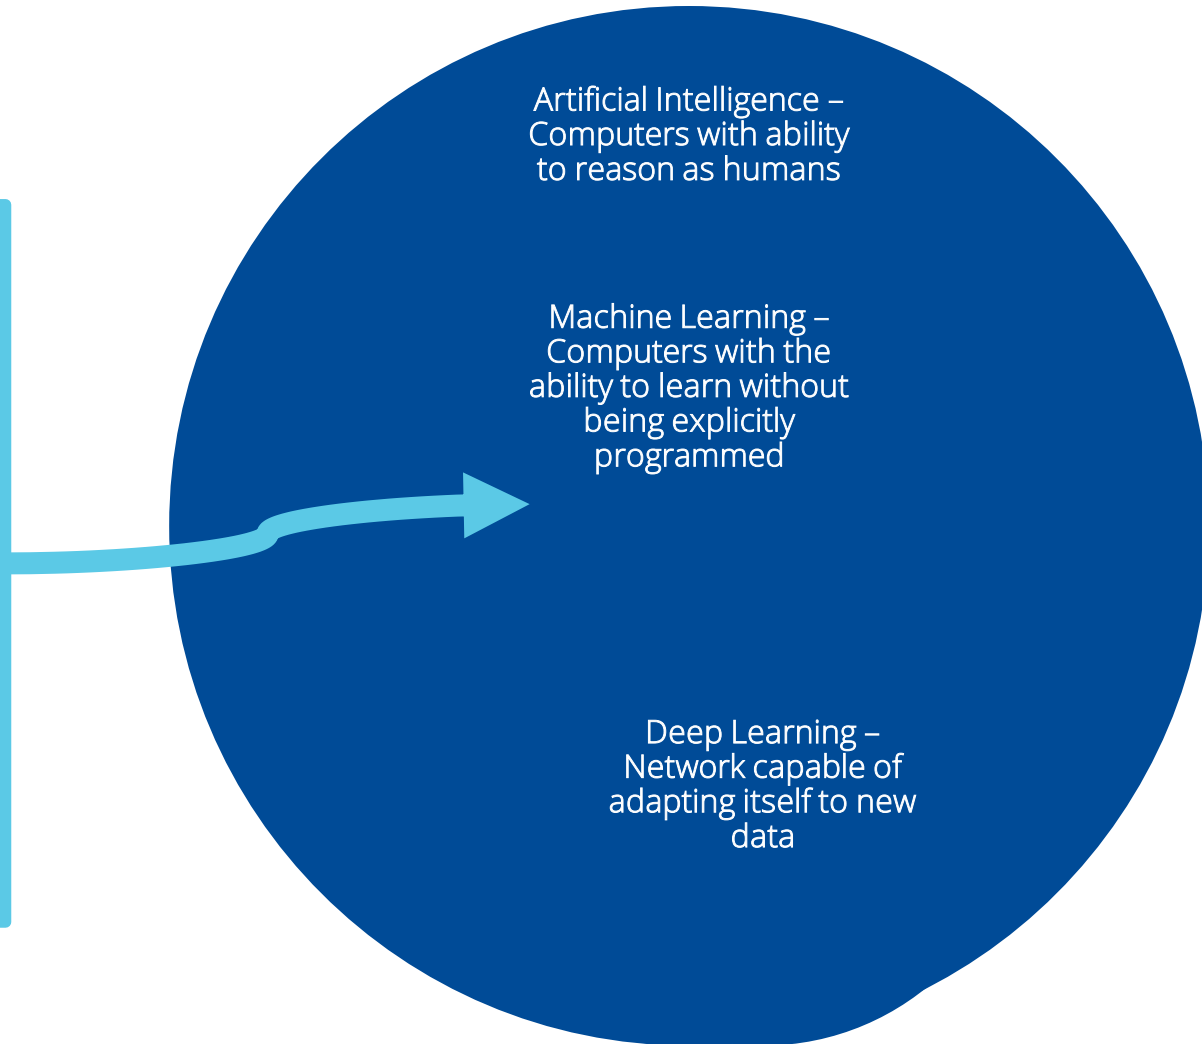 Artificial Intelligence –
Computers with ability
to reason as humans
Machine Learning –
Computers with the
ability to learn without
being explicitly
programmed
Deep Learning –
Network capable of
adapting itself to new
data